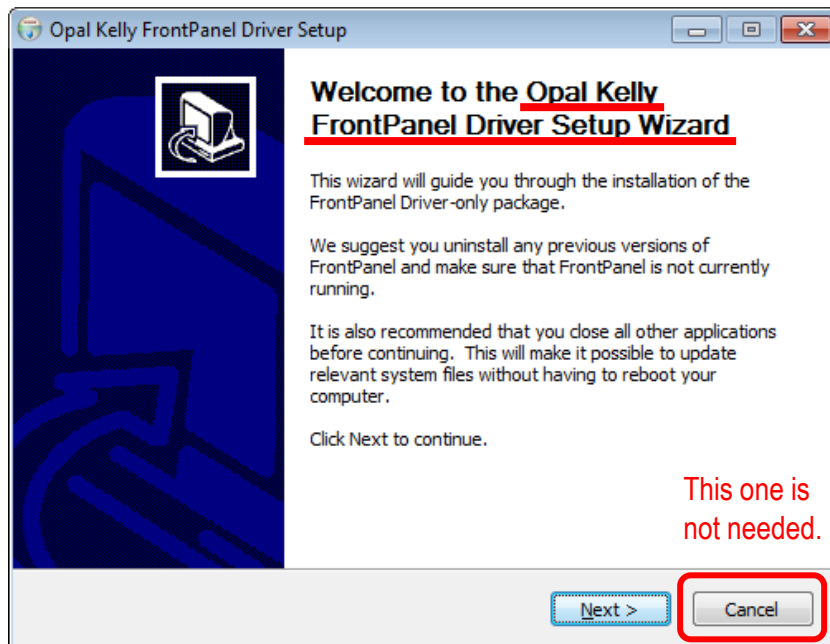 Opal Kelly FrontPanel Driver Setup
Welcome to the Opal Kelly
FrontPanel Driver Setup Wizard
This wizard will guide you through the installation of the
FrontPanel Driver-only package.
We suggest you uninstall any previous versions of
FrontPanel and make sure that FrontPanel is not currently
running.
It is also recommended that you close all other applications
before continuing.  This will make it possible to update
relevant system files without having to reboot your
computer.
Click Next to continue.
This one is
not needed.
Next >
Cancel